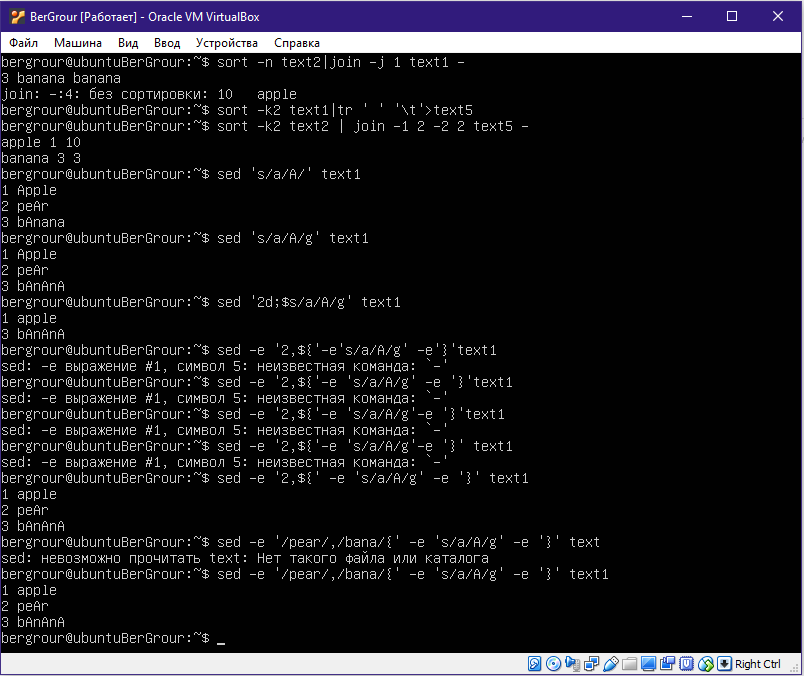 BerGrour [Работает] - Oracle VM VirtualBox
Файл Машина Вид Ввод Устройства Справка
bergrour@ubuntuBerGrour:~$ sort -n text2|join -j 1 text1 -
3 banana banana
join: -:4: без сортировки: 10   apple
bergrour@ubuntuBerGrour:~$ sort -k2 text1|tr ' ' '\t'>text5
bergrour@ubuntuBerGrour:~$ sort -k2 text2 | join -1 2 -2 2 text5 -
apple 1 10
banana 3 3
bergrour@ubuntuBerGrour:~$ sed 's/a/A/' text1
1 Apple
2 peAr
3 bAnana
bergrour@ubuntuBerGrour:~$ sed 's/a/A/g' text1
1 Apple
2 peAr
3 bAnAnA
bergrour@ubuntuBerGrour:~$ sed '2d;$s/a/A/g' text1
1 apple
3 bAnAnA
bergrour@ubuntuBerGrour:~$ sed -e '2,${'-e's/a/A/g' -e'}'text1
sed: -e выражение #1, символ 5: неизвестная команда: `-'
bergrour@ubuntuBerGrour:~$ sed -e '2,${'-e 's/a/A/g' -e '}'text1
sed: -e выражение #1, символ 5: неизвестная команда: `-'
bergrour@ubuntuBerGrour:~$ sed -e '2,${'-e 's/a/A/g'-e '}'text1
sed: -e выражение #1, символ 5: неизвестная команда: `-'
bergrour@ubuntuBerGrour:~$ sed -e '2,${'-e 's/a/A/g'-e '}' text1
sed: -e выражение #1, символ 5: неизвестная команда: `-'
bergrour@ubuntuBerGrour:~$ sed -e '2,${' -e 's/a/A/g' -e '}' text1
1 apple
2 peAr
3 bAnAnA
bergrour@ubuntuBerGrour:~$ sed -e '/pear/,/bana/{' -e 's/a/A/g' -e '}' text
sed: невозможно прочитать text: Нет такого файла или каталога
bergrour@ubuntuBerGrour:~$ sed -e '/pear/,/bana/{' -e 's/a/A/g' -e '}' text1
1 apple
2 peAr
3 bAnAnA
bergrour@ubuntuBerGrour:~$ _
Right Ctrl